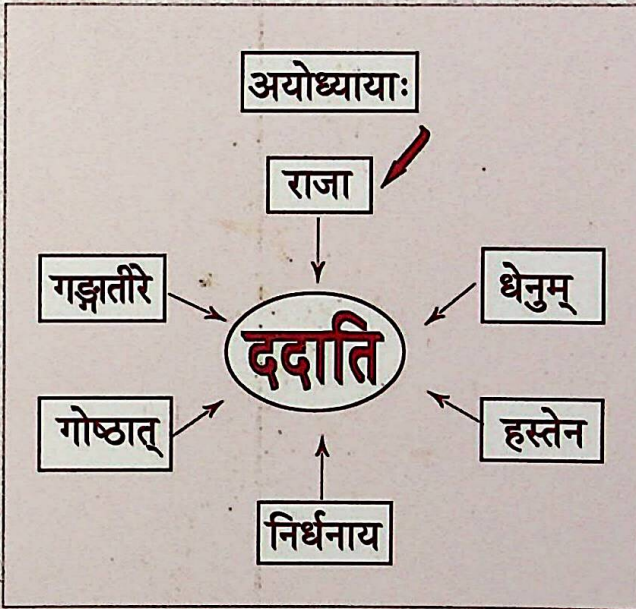 अयोध्यायाः
राजा
गङ्गातीरे धेनुम्
ददाति
गोष्ठात् हस्तेन
निर्धनाय